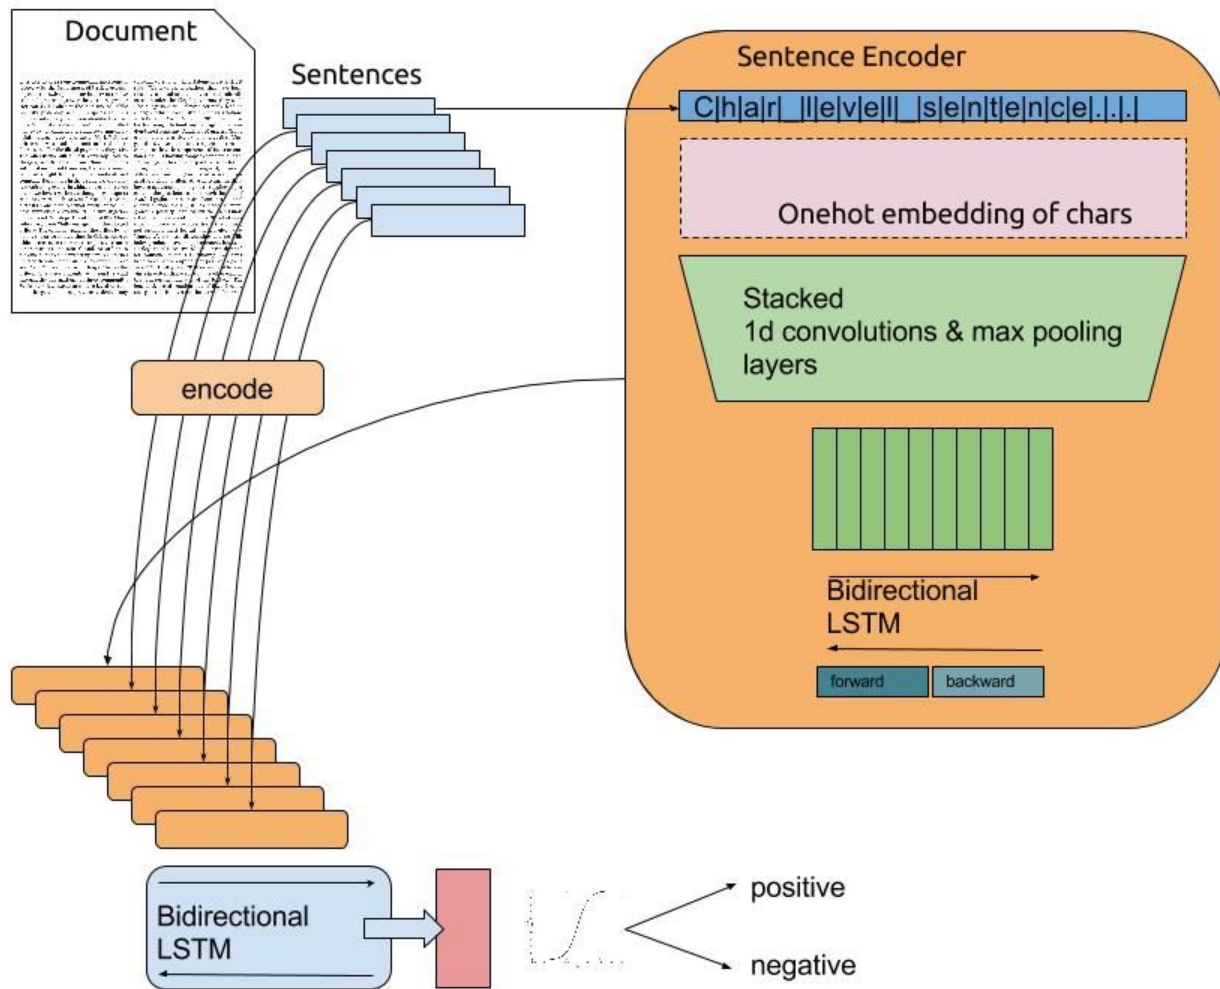 Document
Sentences
encode
Sentence Encoder
C|h|a|r|_|l|e|v|e|l|_|s|e|n|t|e|n|c|e|.|.|.|
Onehot embedding of chars
Stacked
1d convolutions & max pooling
layers
Bidirectional
LSTM
forward
backward
Bidirectional
LSTM
positive
negative